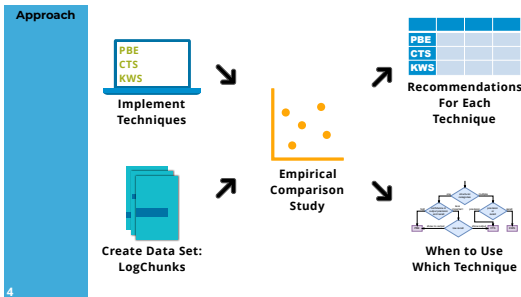 Approach
PBE
CTS
KWS
Implement
Techniques
Create Data Set:
LogChunks
Empirical
Comparison
Study
PBE
CTS
KWS
Recommendations
For Each
Technique
When to Use
Which Technique
4